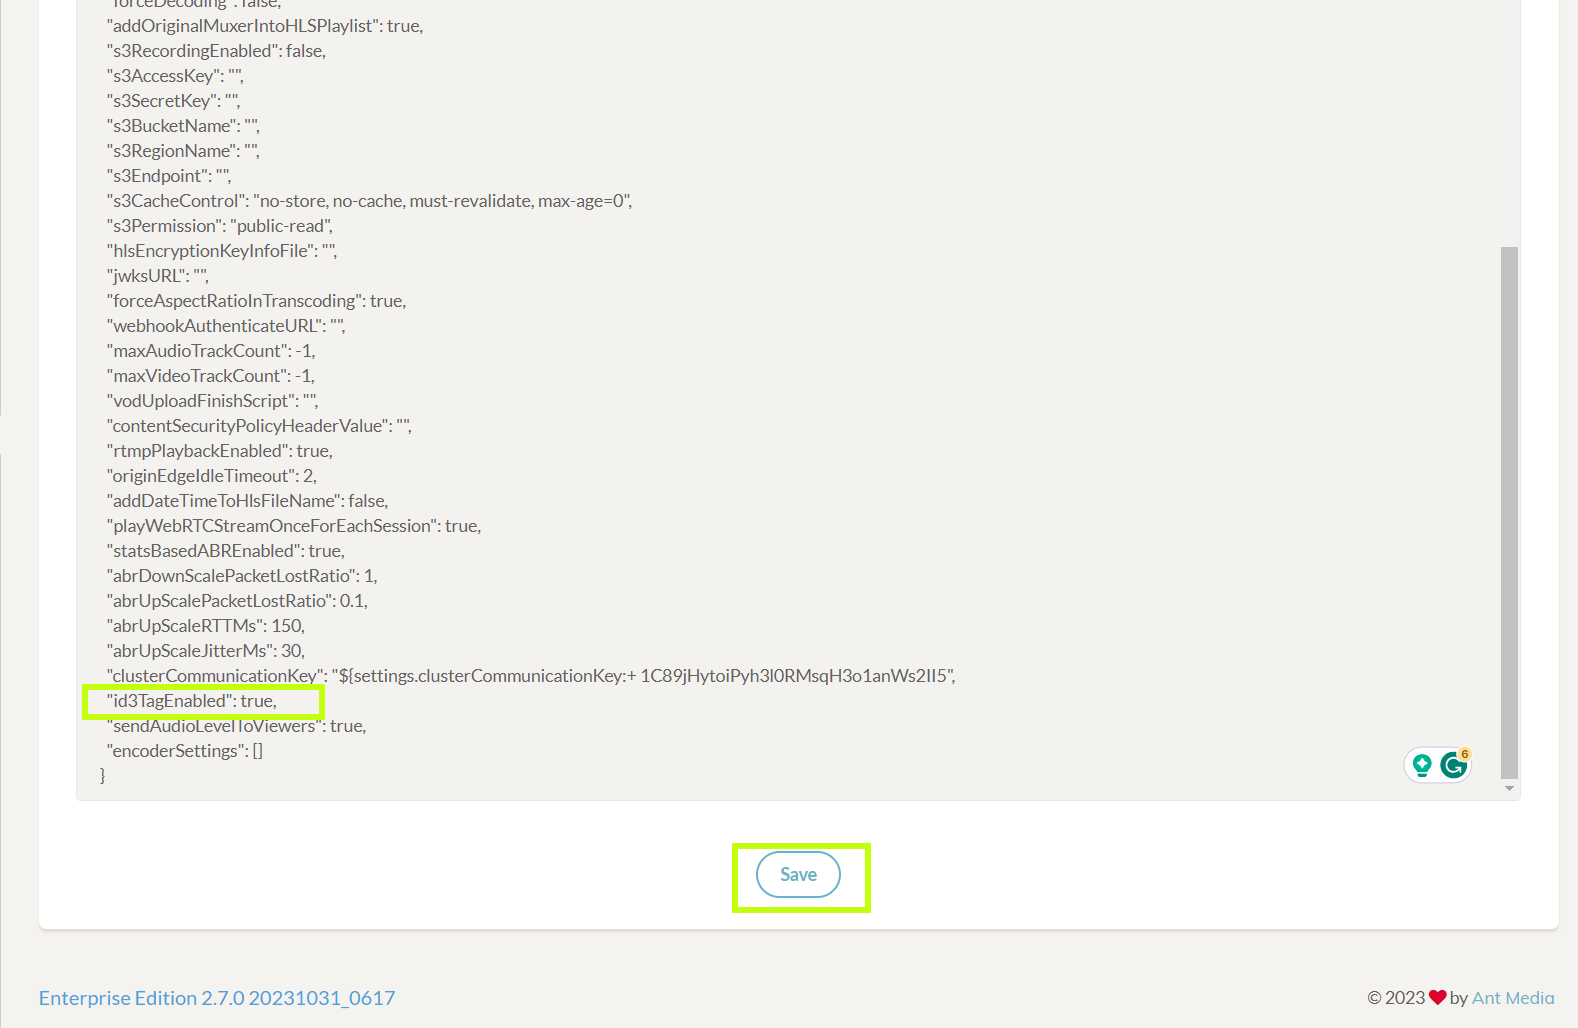 "forceDecoding": false,
"addOriginalMuxerIntoHLSPlaylist": true,
"s3RecordingEnabled": false,
"s3AccessKey": "",
"s3SecretKey": "",
"s3BucketName": "",
"s3RegionName": "",
"s3Endpoint": "",
"s3CacheControl": "no-store, no-cache, must-revalidate, max-age=0",
"s3Permission": "public-read",
"hlsEncryptionKeyInfoFile": "",
"jwksURL": "",
"forceAspectRatioInTranscoding": true,
"webhookAuthenticateURL": "",
"maxAudioTrackCount": -1,
"maxVideoTrackCount": -1,
"vodUploadFinishScript": "",
"contentSecurityPolicyHeaderValue": "",
"rtmpPlaybackEnabled": true,
"originEdgeIdleTimeout": 2,
"addDateTimeToHlsFileName": false,
"playWebRTCStreamOnceForEachSession": true,
"statsBasedABREnabled": true,
"abrDownScalePacketLostRatio": 1,
"abrUpScalePacketLostRatio": 0.1,
"abrUpScaleRTTMs": 150,
"abrUpScaleJitterMs": 30,
"clusterCommunicationKey": "${settings.clusterCommunicationKey:+ 1C89jHytoiPyh3l0RMsqH3o1anWs2II5",
"id3TagEnabled": true,
"sendAudioLevelToViewers": true,
"encoderSettings": []
}
6
Save
Enterprise Edition 2.7.0 20231031_0617
© 2023 ❤ by Ant Media